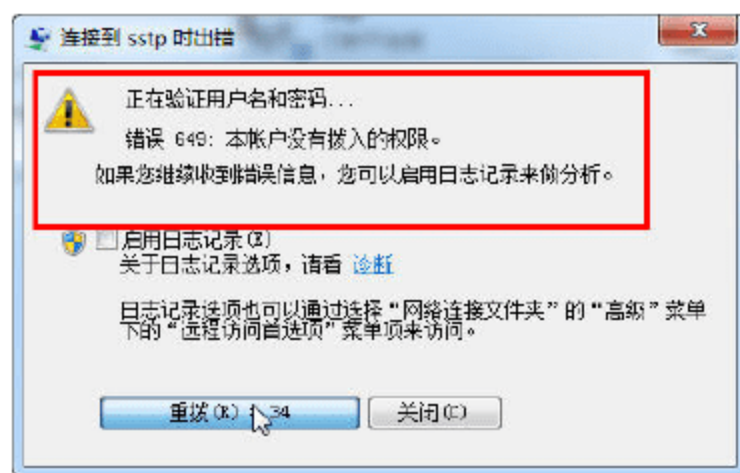 连接到 sstp 时出错
正在验证用户名和密码...
错误 649: 本帐户没有拨入的权限。
如果您继续收到错误信息，您可以启用日志记录来做分析。
启用日志记录(E)
关于日志记录选项，请看 诊断
日志记录选项也可以通过选择“网络连接文件夹”的“高级”菜单
下的“远程访问首选项”菜单项来访问。
重拨(R) 34
关闭(C)